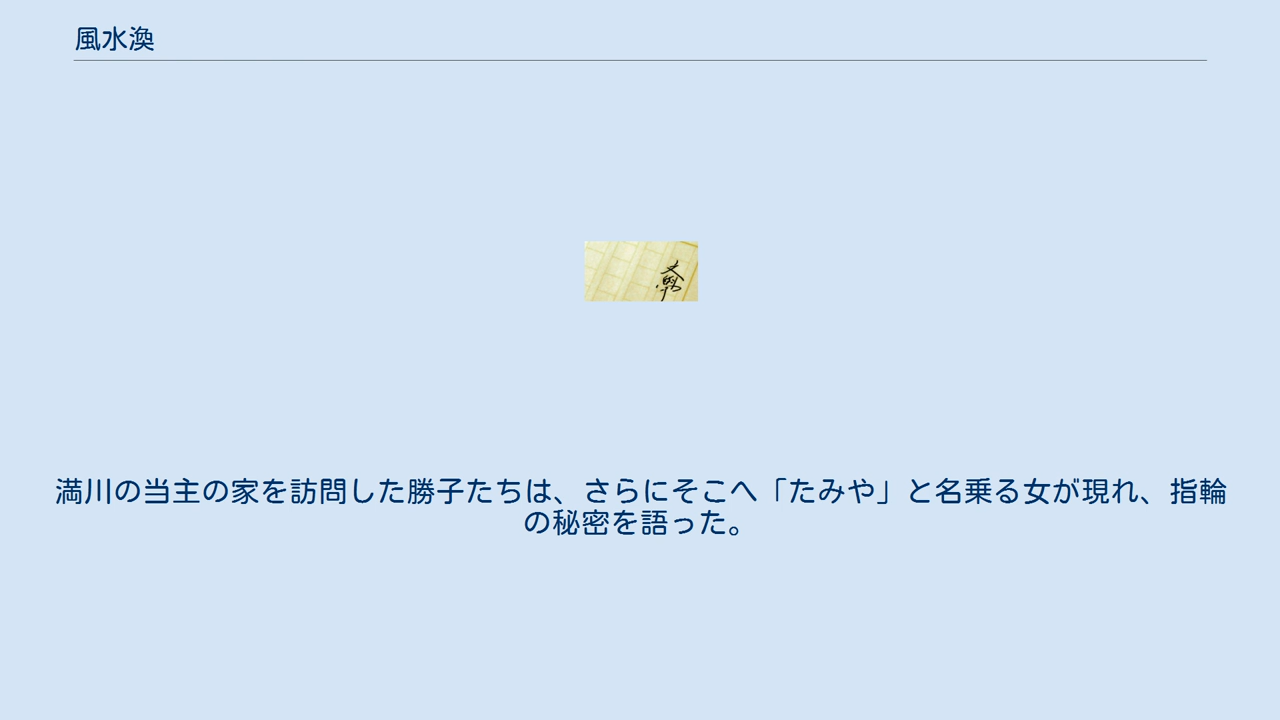 風水渙
満川の当主の家を訪問した勝子たちは、さらにそこへ「たみや」と名乗る女が現れ、指輪
の秘密を語った。